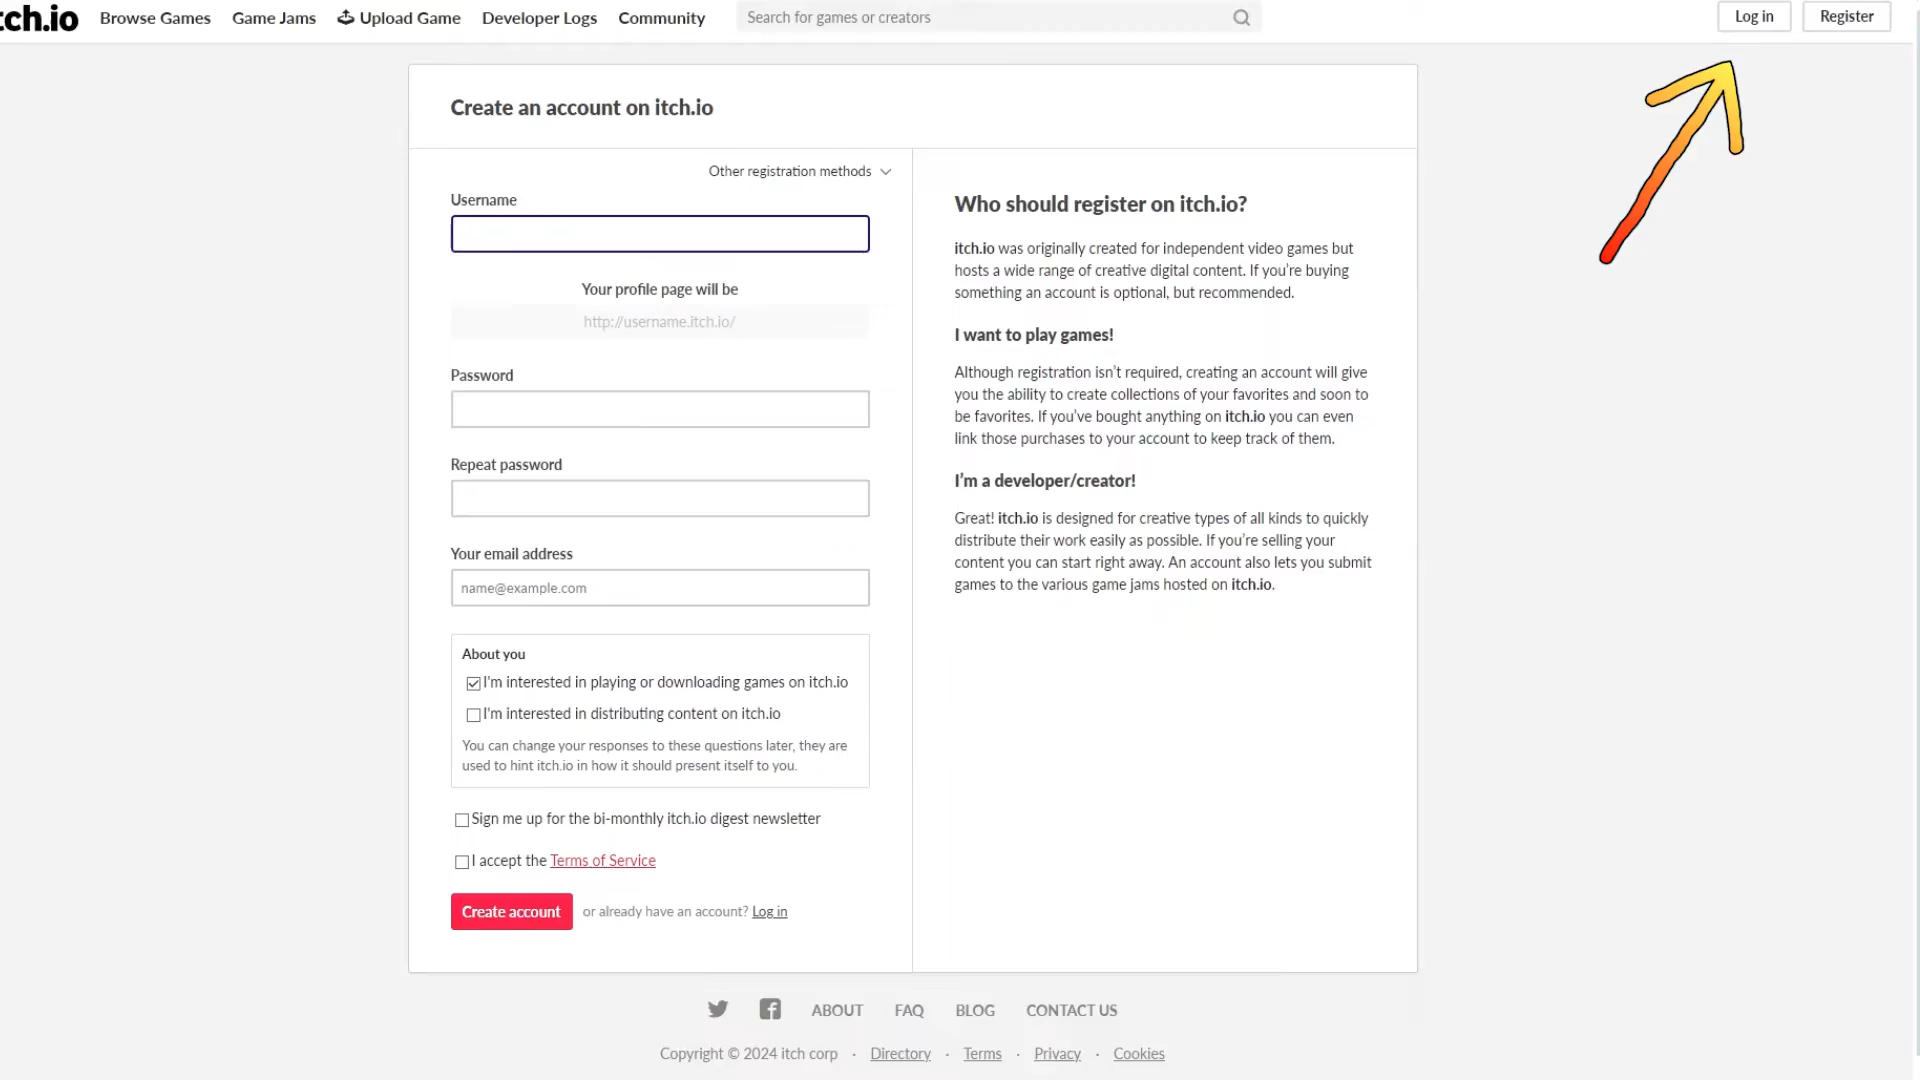 tch.io Browse Games Game Jams Upload Game Developer Logs Community Search for games or creators Log in Register
Create an account on itch.io
Other registration methods
Username
Your profile page will be
http://username.itch.io/
Password
Repeat password
Your email address
name@example.com
About you
I'm interested in playing or downloading games on itch.io
I'm interested in distributing content on itch.io
You can change your responses to these questions later, they are
used to hint itch.io in how it should present itself to you.
Sign me up for the bi-monthly itch.io digest newsletter
I accept the Terms of Service
Create account or already have an account? Log in
Who should register on itch.io?
itch.io was originally created for independent video games but
hosts a wide range of creative digital content. If you’re buying
something an account is optional, but recommended.
I want to play games!
Although registration isn’t required, creating an account will give
you the ability to create collections of your favorites and soon to
be favorites. If you’ve bought anything on itch.io you can even
link those purchases to your account to keep track of them.
I’m a developer/creator!
Great! itch.io is designed for creative types of all kinds to quickly
distribute their work easily as possible. If you’re selling your
content you can start right away. An account also lets you submit
games to the various game jams hosted on itch.io.
ABOUT FAQ BLOG CONTACT US
Copyright © 2024 itch corp · Directory · Terms · Privacy · Cookies